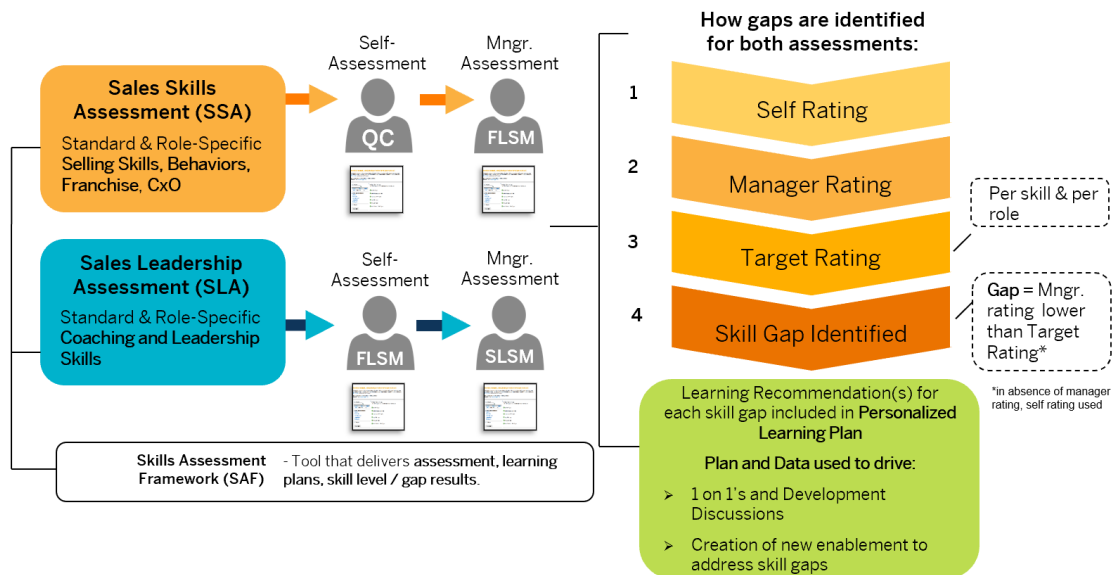 Sales Skills
Assessment (SSA)
Standard & Role-Specific
Selling Skills, Behaviors,
Franchise, CxO
Self-
Assessment
QC
Mngr.
Assessment
FLSM
Sales Leadership
Assessment (SLA)
Standard & Role-Specific
Coaching and Leadership
Skills
Self-
Assessment
FLSM
Mngr.
Assessment
SLSM
Skills Assessment
Framework (SAF)
- Tool that delivers assessment, learning
plans, skill level / gap results.
How gaps are identified
for both assessments:
1
Self Rating
2
Manager Rating
3
Target Rating
Per skill & per
role
4
Skill Gap Identified
Gap = Mngr.
rating lower
than Target
Rating*
*in absence of manager
rating, self rating used
Learning Recommendation(s) for
each skill gap included in Personalized
Learning Plan
Plan and Data used to drive:
➢ 1 on 1's and Development
Discussions
➢ Creation of new enablement to
address skill gaps